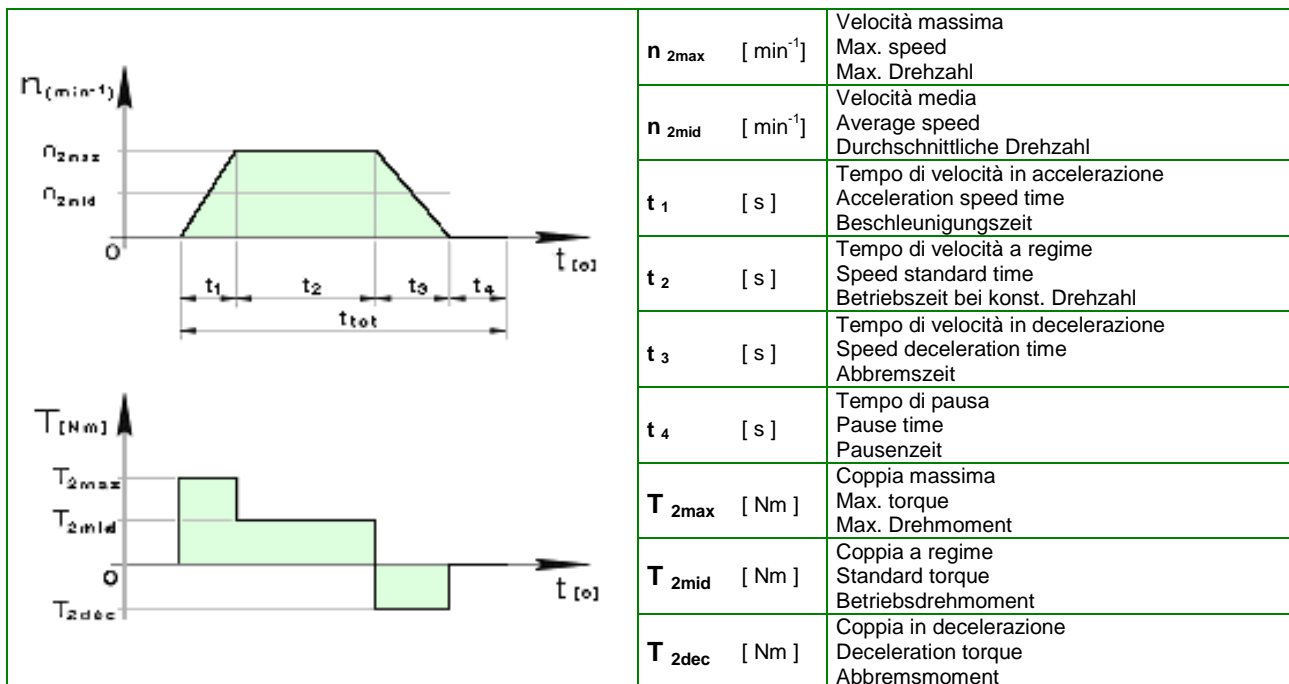 n(min-1)
n2max
n2mid
0
t[s]
t1 t2 t3 t4
ttot
T[Nm]
T2max
T2mid
0
t[s]
T2dec
n 2max [ min-1]
Velocità massima
Max. speed
Max. Drehzahl
n 2mid [ min-1]
Velocità media
Average speed
Durchschnittliche Drehzahl
t 1 [ s ]
Tempo di velocità in accelerazione
Acceleration speed time
Beschleunigungszeit
t 2 [ s ]
Tempo di velocità a regime
Speed standard time
Betriebszeit bei konst. Drehzahl
t 3 [ s ]
Tempo di velocità in decelerazione
Speed deceleration time
Abbremszeit
t 4 [ s ]
Tempo di pausa
Pause time
Pausenzeit
T 2max [ Nm ]
Coppia massima
Max. torque
Max. Drehmoment
T 2mid [ Nm ]
Coppia a regime
Standard torque
Betriebsdrehmoment
T 2dec [ Nm ]
Coppia in decelerazione
Deceleration torque
Abbremsmoment